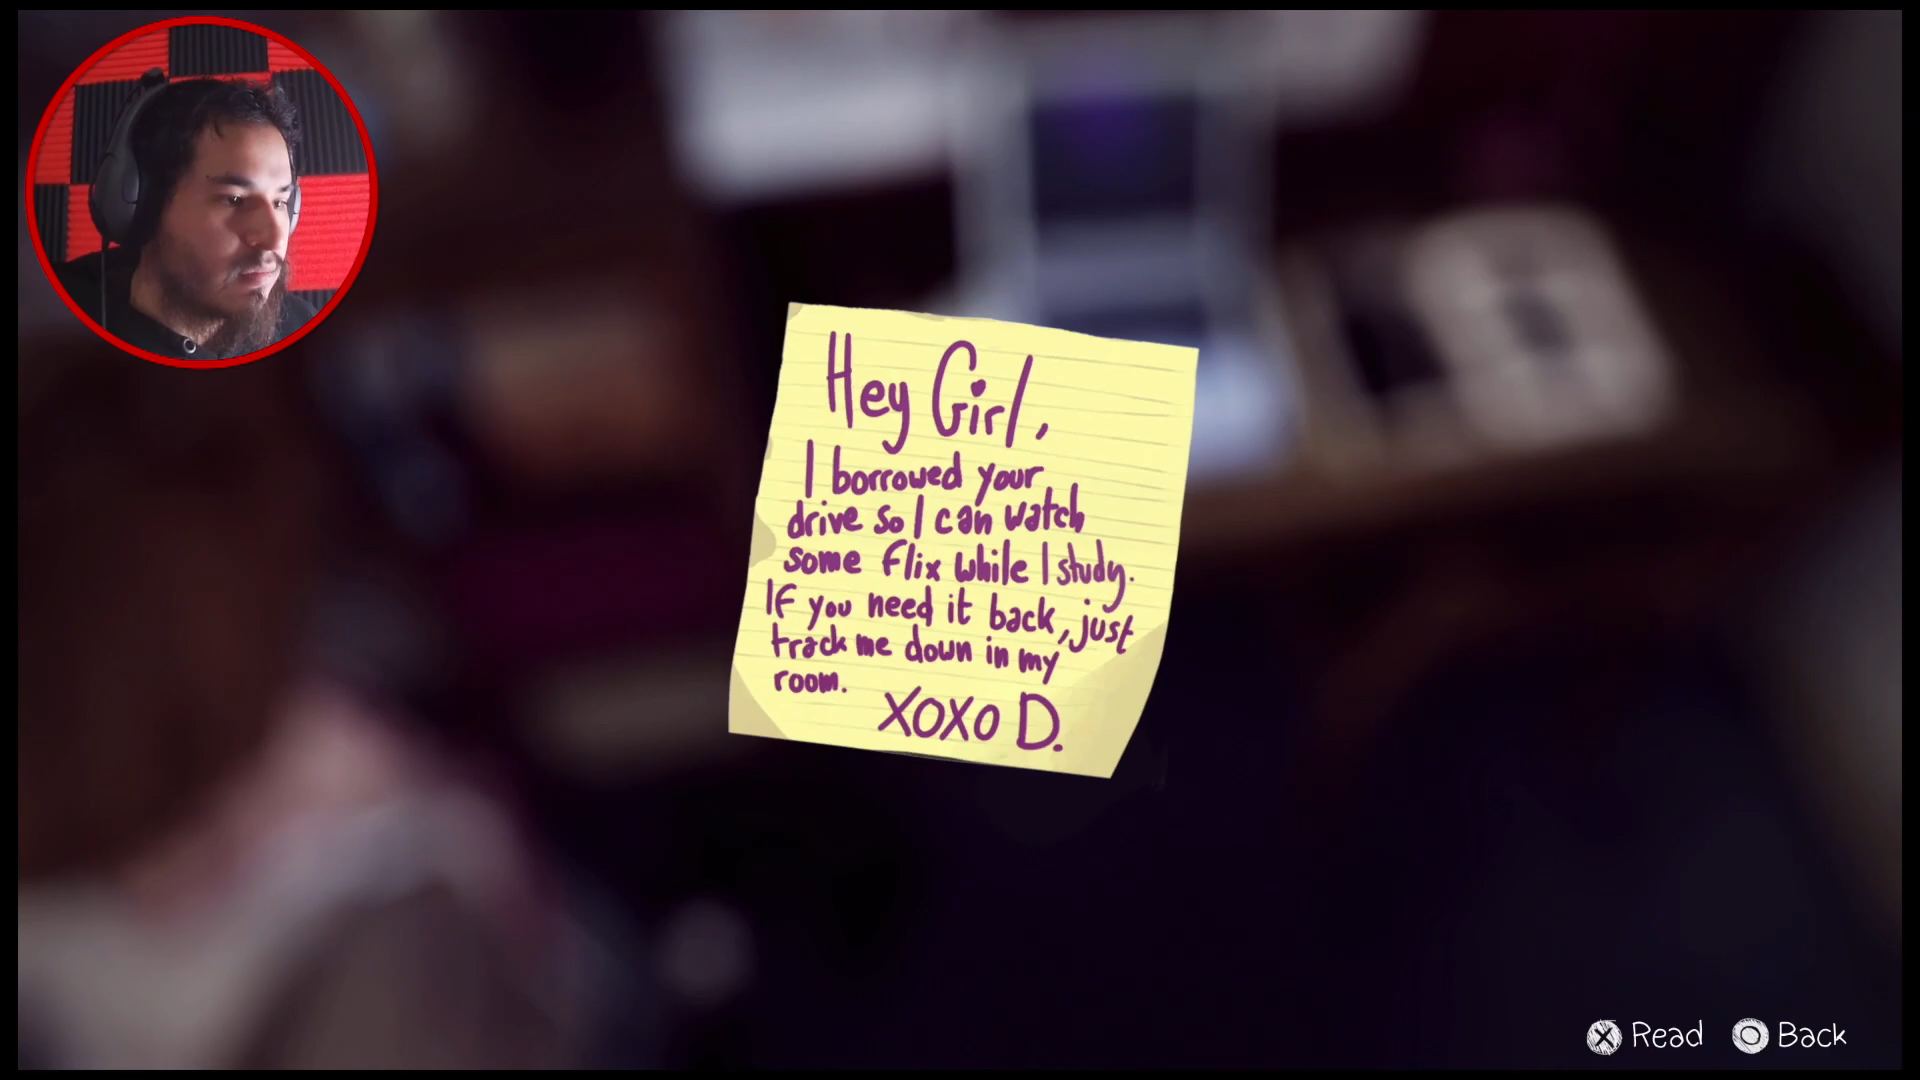 Hey Girl,
I borrowed your
drive so I can watch
some flix while I study.
If you need it back, just
track me down in my
room.
XOXO D.
Read Back